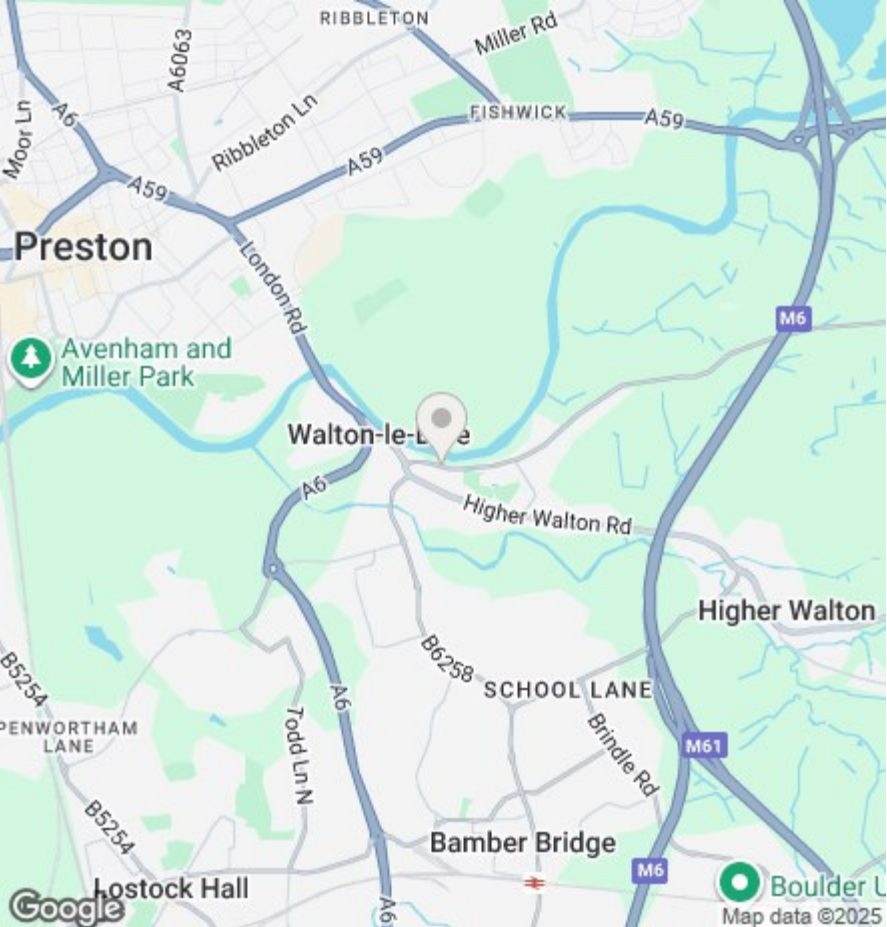 RIBBLETON
Miller Rd
A6063
A6
Moor Ln
Ribbleton Ln
FISHWICK
A59
A59
A59
Preston
London Rd
M6
Avenham and
Miller Park
Walton-le-
A6
Higher Walton Rd
Higher Walton
B6258
SCHOOL LANE
B5254
A6
PENWORTHAM
LANE
Todd Ln N
Brindle Rd
M61
B5254
Bamber Bridge
M6
Lostock Hall
A6
Boulder U
Google
Map data ©2025